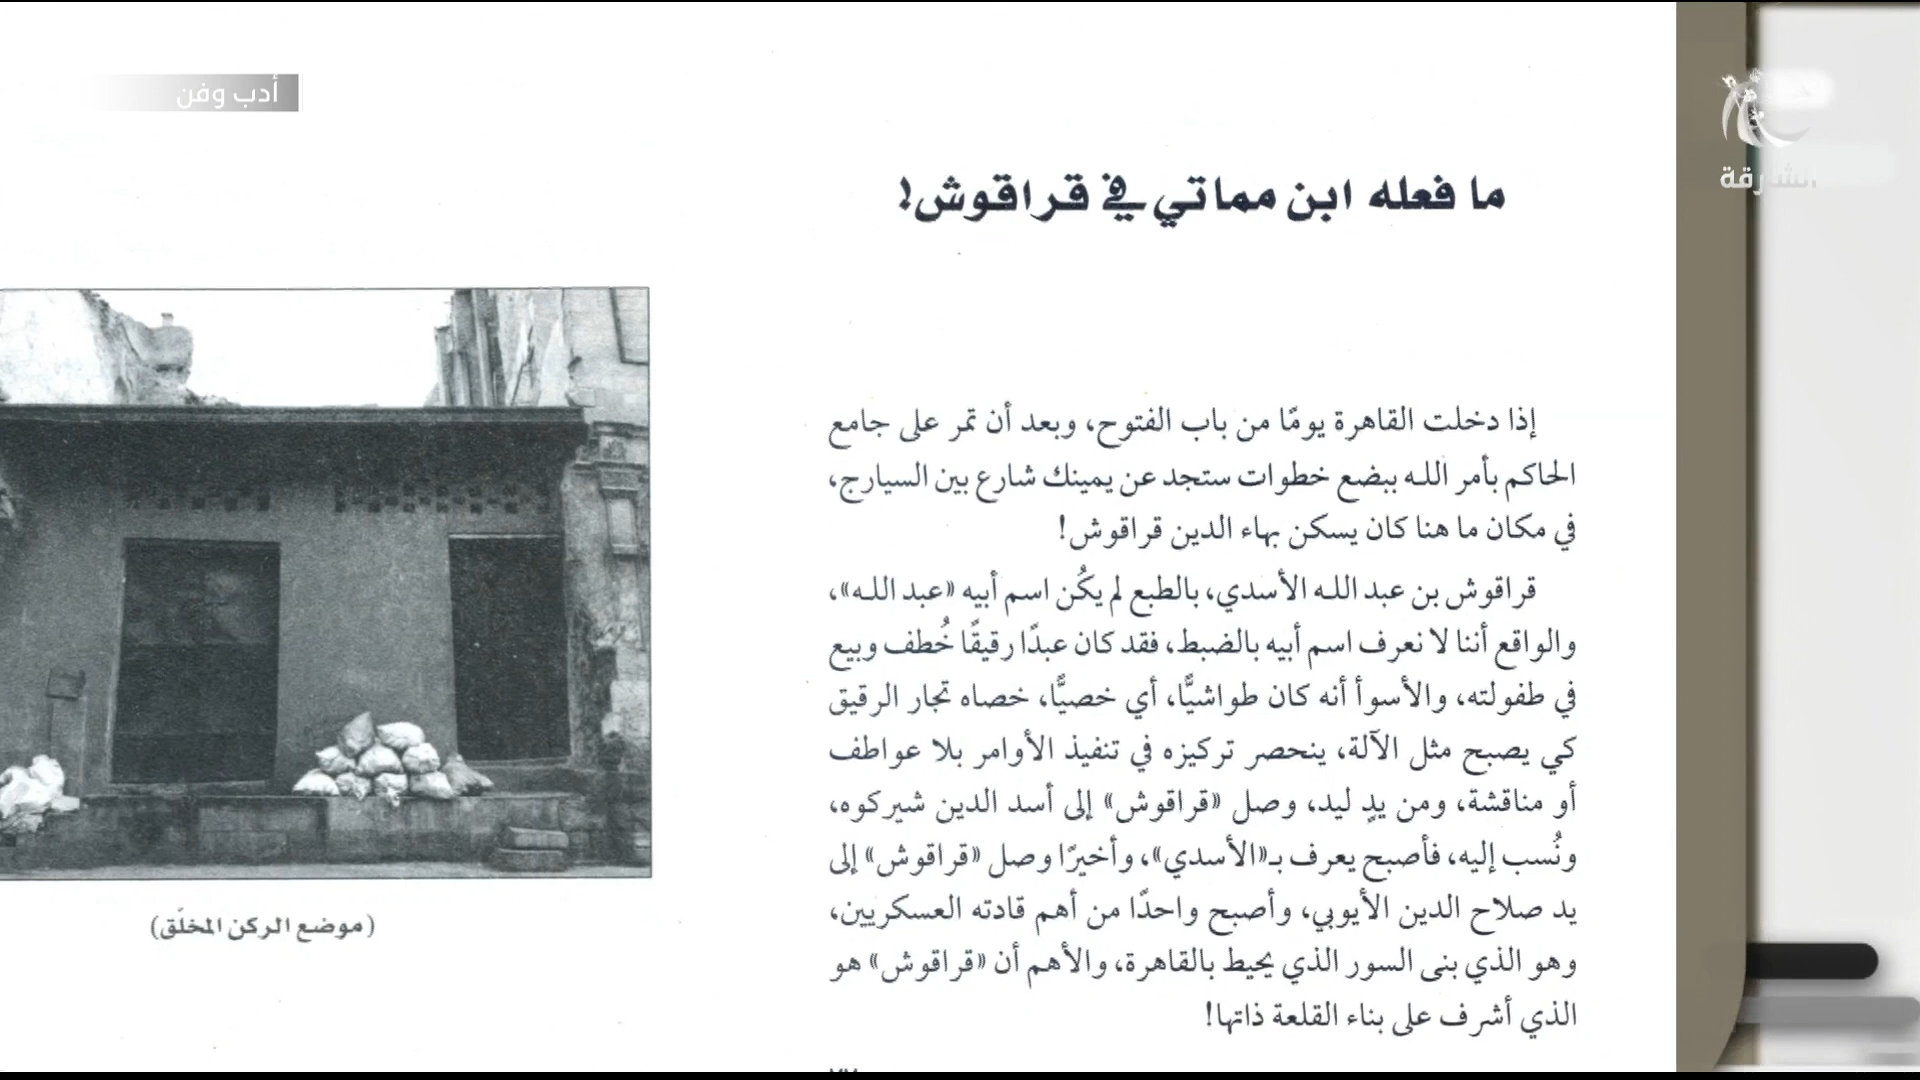 أدب وفن
الشارقة
ما فعله ابن مماتي في قراقوش!
إذا دخلت القاهرة يومًا من باب الفتوح، وبعد أن تمر على جامع
الحاكم بأمر اللـه ببضع خطوات ستجد عن يمينك شارع بين السيارج،
في مكان ما هنا كان يسكن بهاء الدين قراقوش!
قراقوش بن عبد اللـه الأسدي، بالطبع لم يكُن اسم أبيه «عبد اللـه»،
والواقع أننا لا نعرف اسم أبيه بالضبط، فقد كان عبدًا رقيقًا خُطف وبيع
في طفولته، والأسوأ أنه كان طواشيًّا، أي خصيًّا، خصاه تجار الرقيق
كي يصبح مثل الآلة، ينحصر تركيزه في تنفيذ الأوامر بلا عواطف
أو مناقشة، ومن يدٍ ليد، وصل «قراقوش» إلى أسد الدين شيركوه،
ونُسب إليه، فأصبح يعرف بـ«الأسدي»، وأخيرًا وصل «قراقوش» إلى
يد صلاح الدين الأيوبي، وأصبح واحدًا من أهم قادته العسكريين،
وهو الذي بنى السور الذي يحيط بالقاهرة، والأهم أن «قراقوش» هو
الذي أشرف على بناء القلعة ذاتها!
(موضع الركن المخلّق)